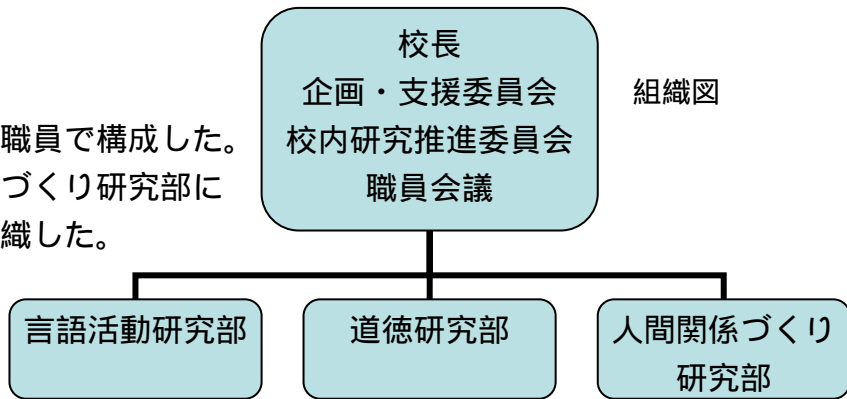 校長
企画・支援委員会
校内研究推進委員会
職員会議
組織図
職員で構成した。
づくり研究部に
織した。
言語活動研究部
道徳研究部
人間関係づくり
研究部